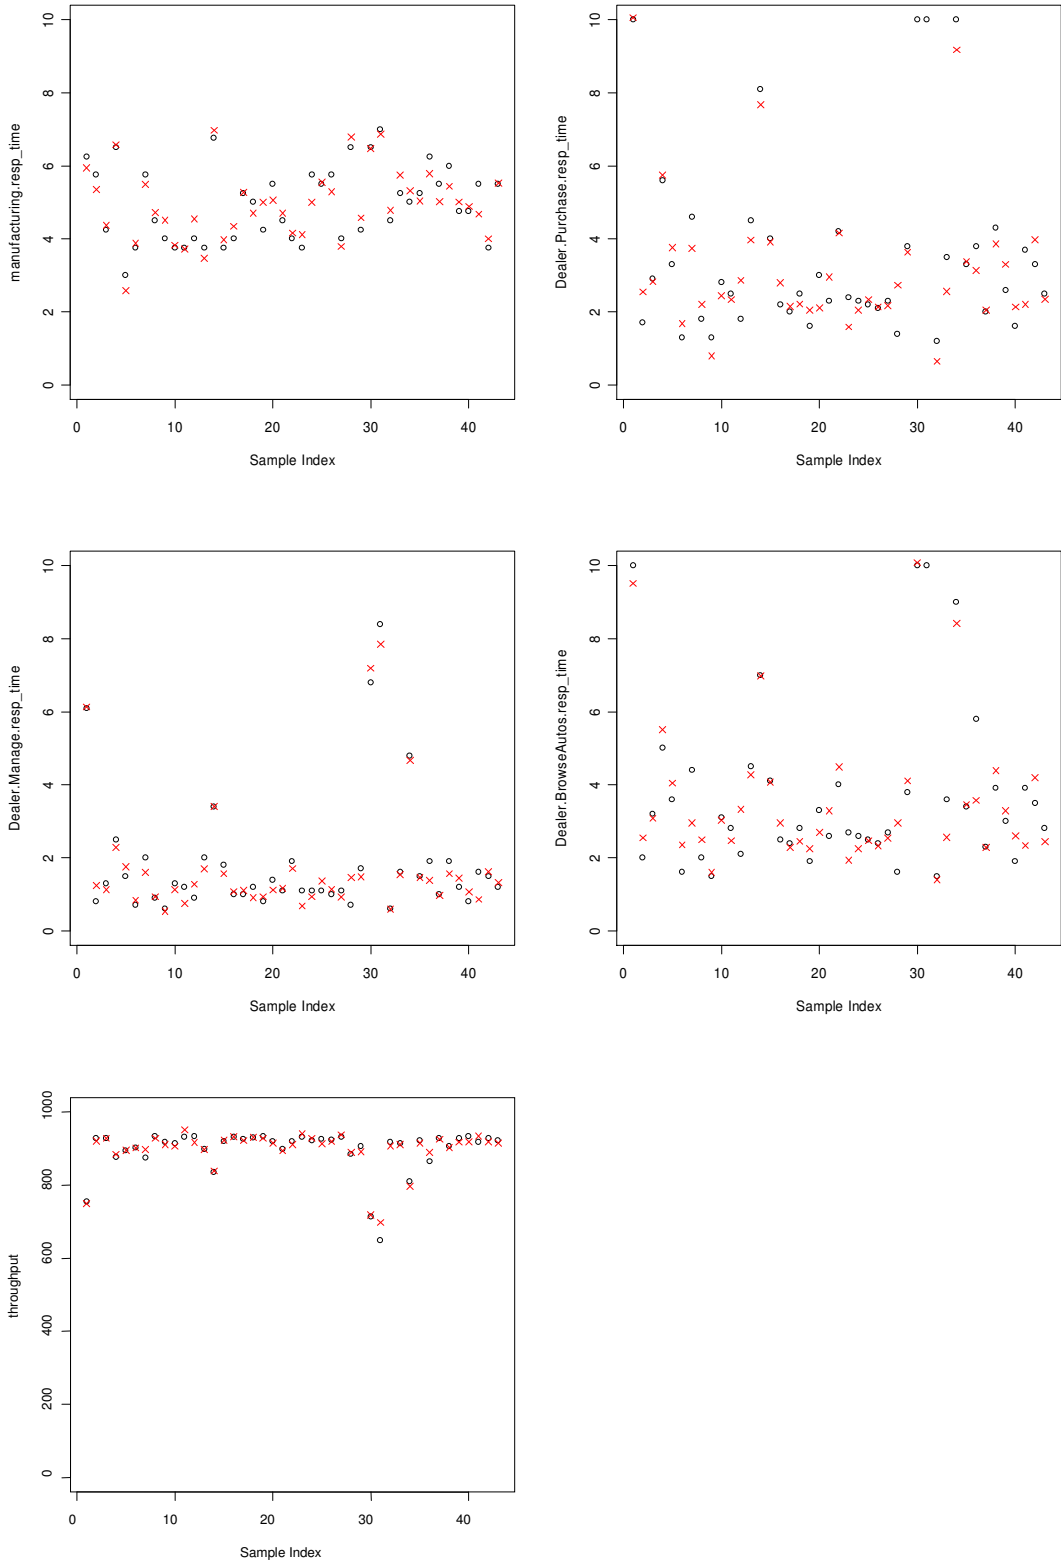 manufacturing.resp_time
0 2 4 6 8 10
0 10 20 30 40
Sample Index
Dealer.Purchase.resp_time
0 2 4 6 8 10
0 10 20 30 40
Sample Index
Dealer.Manage.resp_time
0 2 4 6 8 10
0 10 20 30 40
Sample Index
Dealer.BrowseAutos.resp_time
0 2 4 6 8 10
0 10 20 30 40
Sample Index
throughput
0 200 400 600 800 1000
0 10 20 30 40
Sample Index